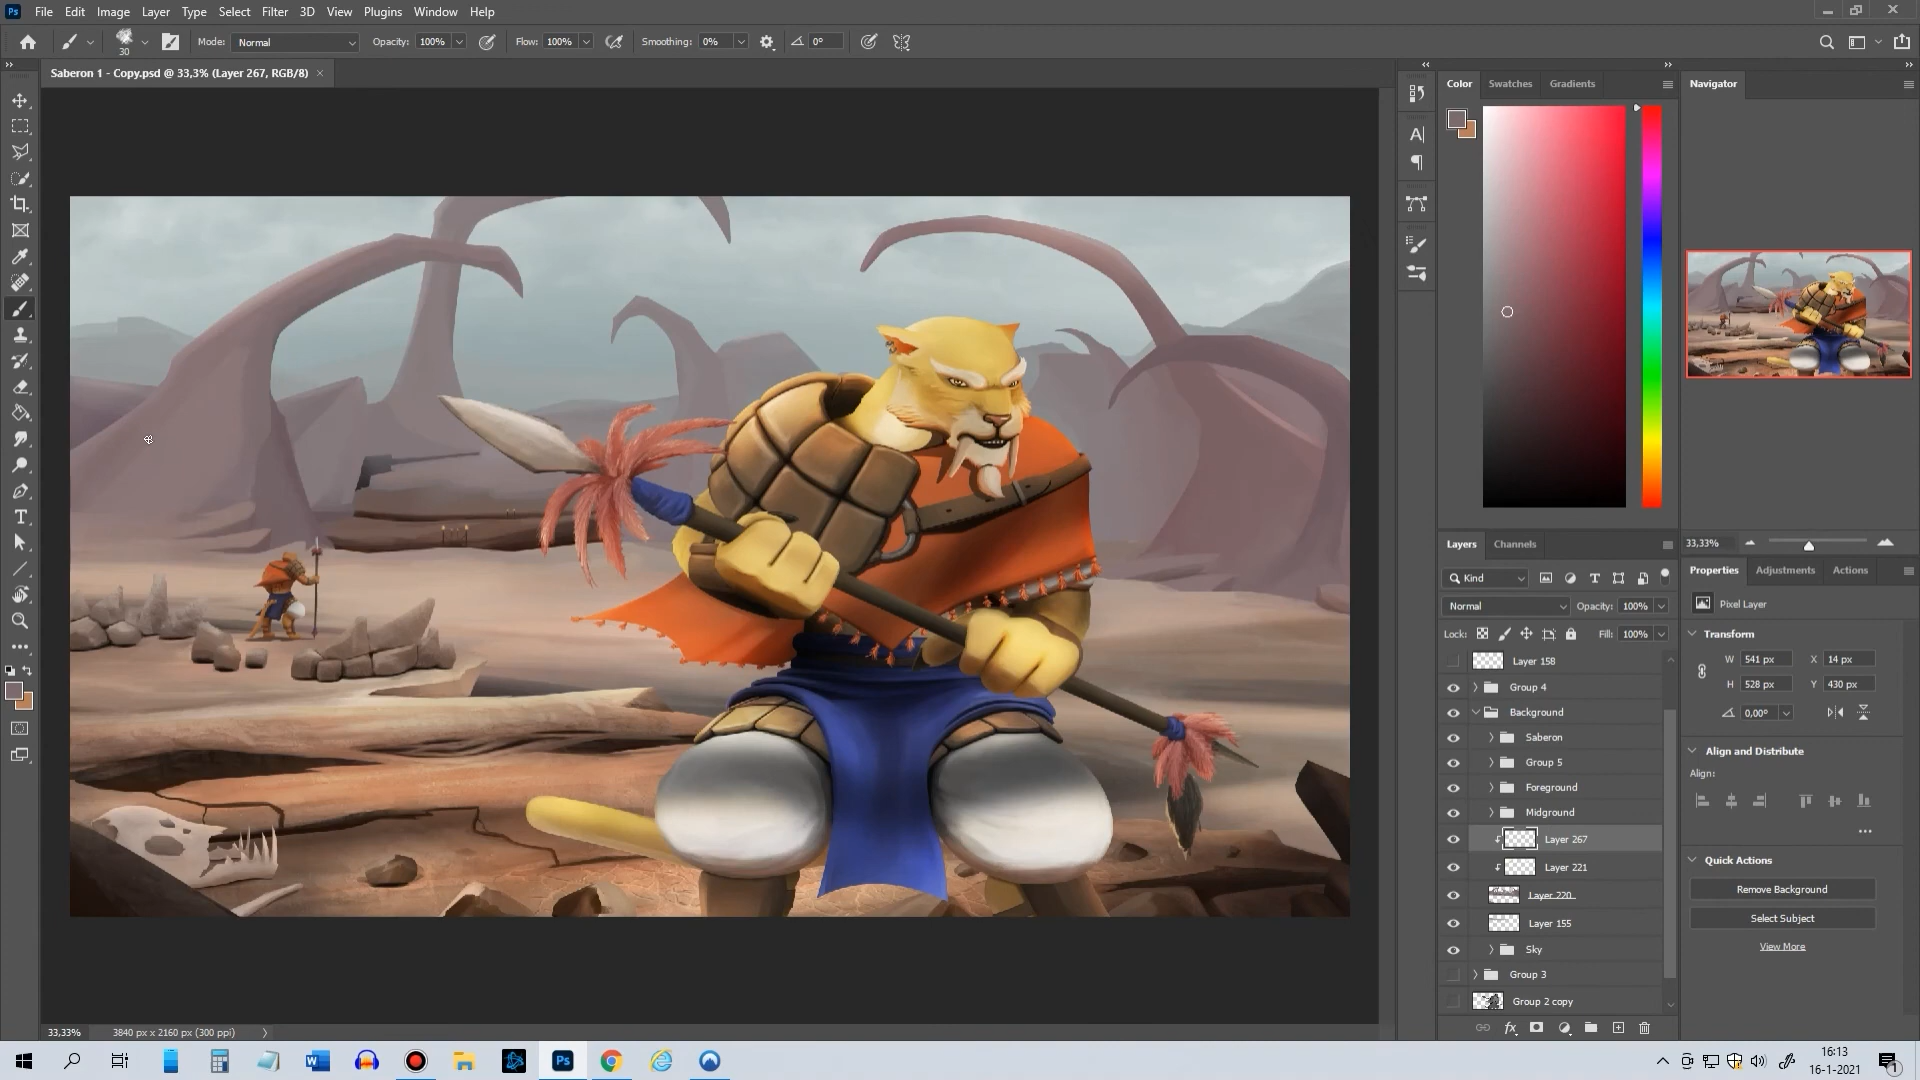 Ps File Edit Image Layer Type Select Filter 3D View Plugins Window Help
30 Mode: Normal Opacity: 100% Flow: 100% Smoothing: 0% 0°
Saberon 1 - Copy.psd @ 33,3% (Layer 267, RGB/8) ×
Color Swatches Gradients
Navigator
33,33%
Layers Channels
Kind
Normal Opacity: 100%
Lock: Fill: 100%
Layer 158
Group 4
Background
Saberon
Group 5
Foreground
Midground
Layer 267
Layer 221
Layer 220
Layer 155
Sky
Group 3
Group 2 copy
fx
Properties Adjustments Actions
Pixel Layer
Transform
W 541 px X 14 px
H 528 px Y 430 px
0,00°
Align and Distribute
Align:
Quick Actions
Remove Background
Select Subject
View More
33,33% 3840 px x 2160 px (300 ppi)
Ps
16:13
16-1-2021
1